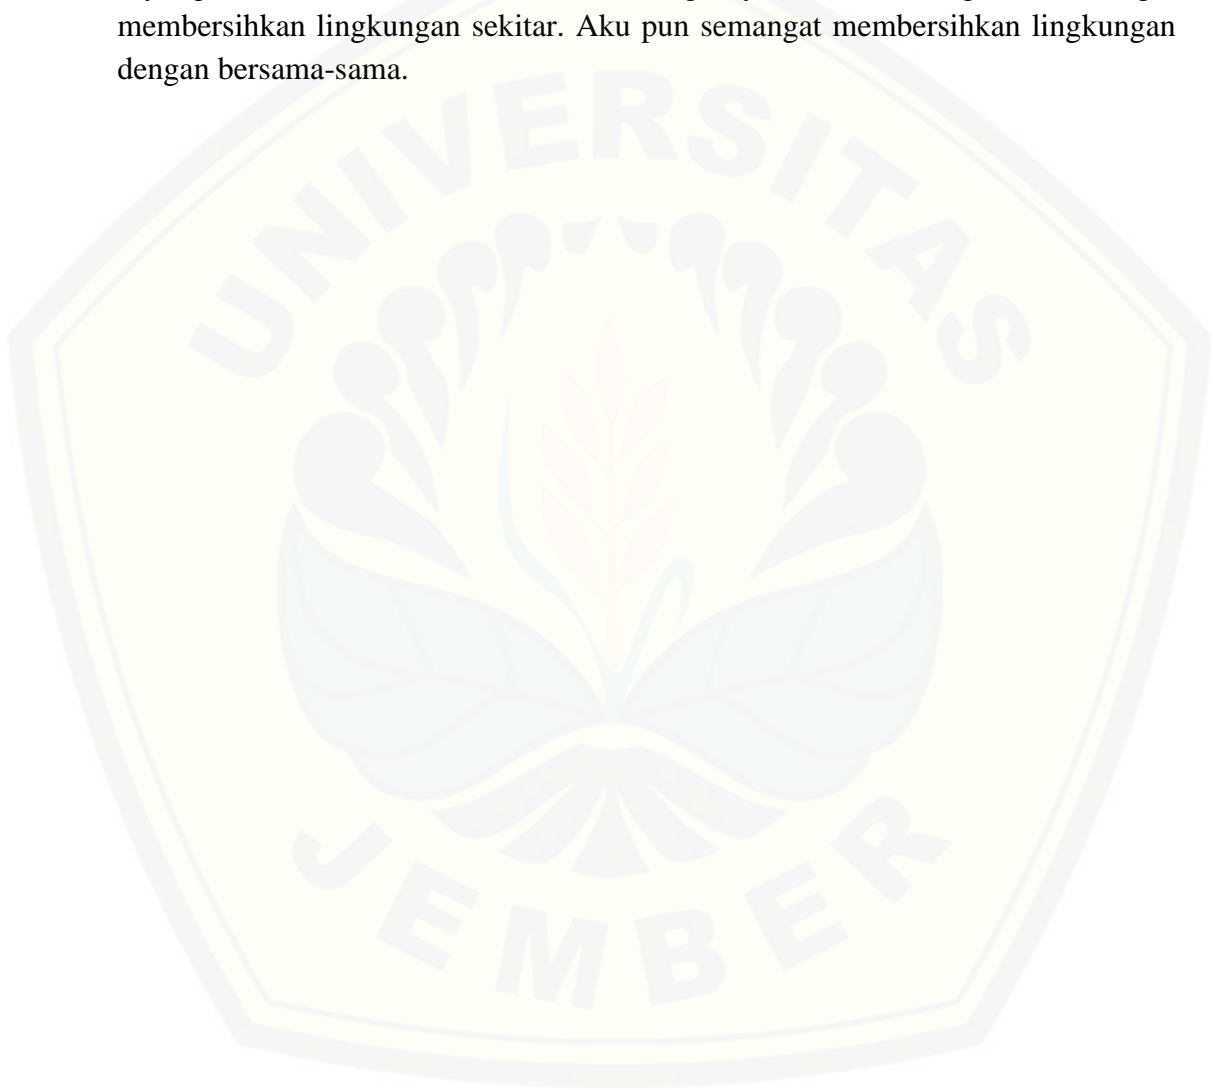 membersihkan lingkungan sekitar. Aku pun semangat membersihkan lingkungan
dengan bersama-sama.
UNIVERSITAS
JEMBER